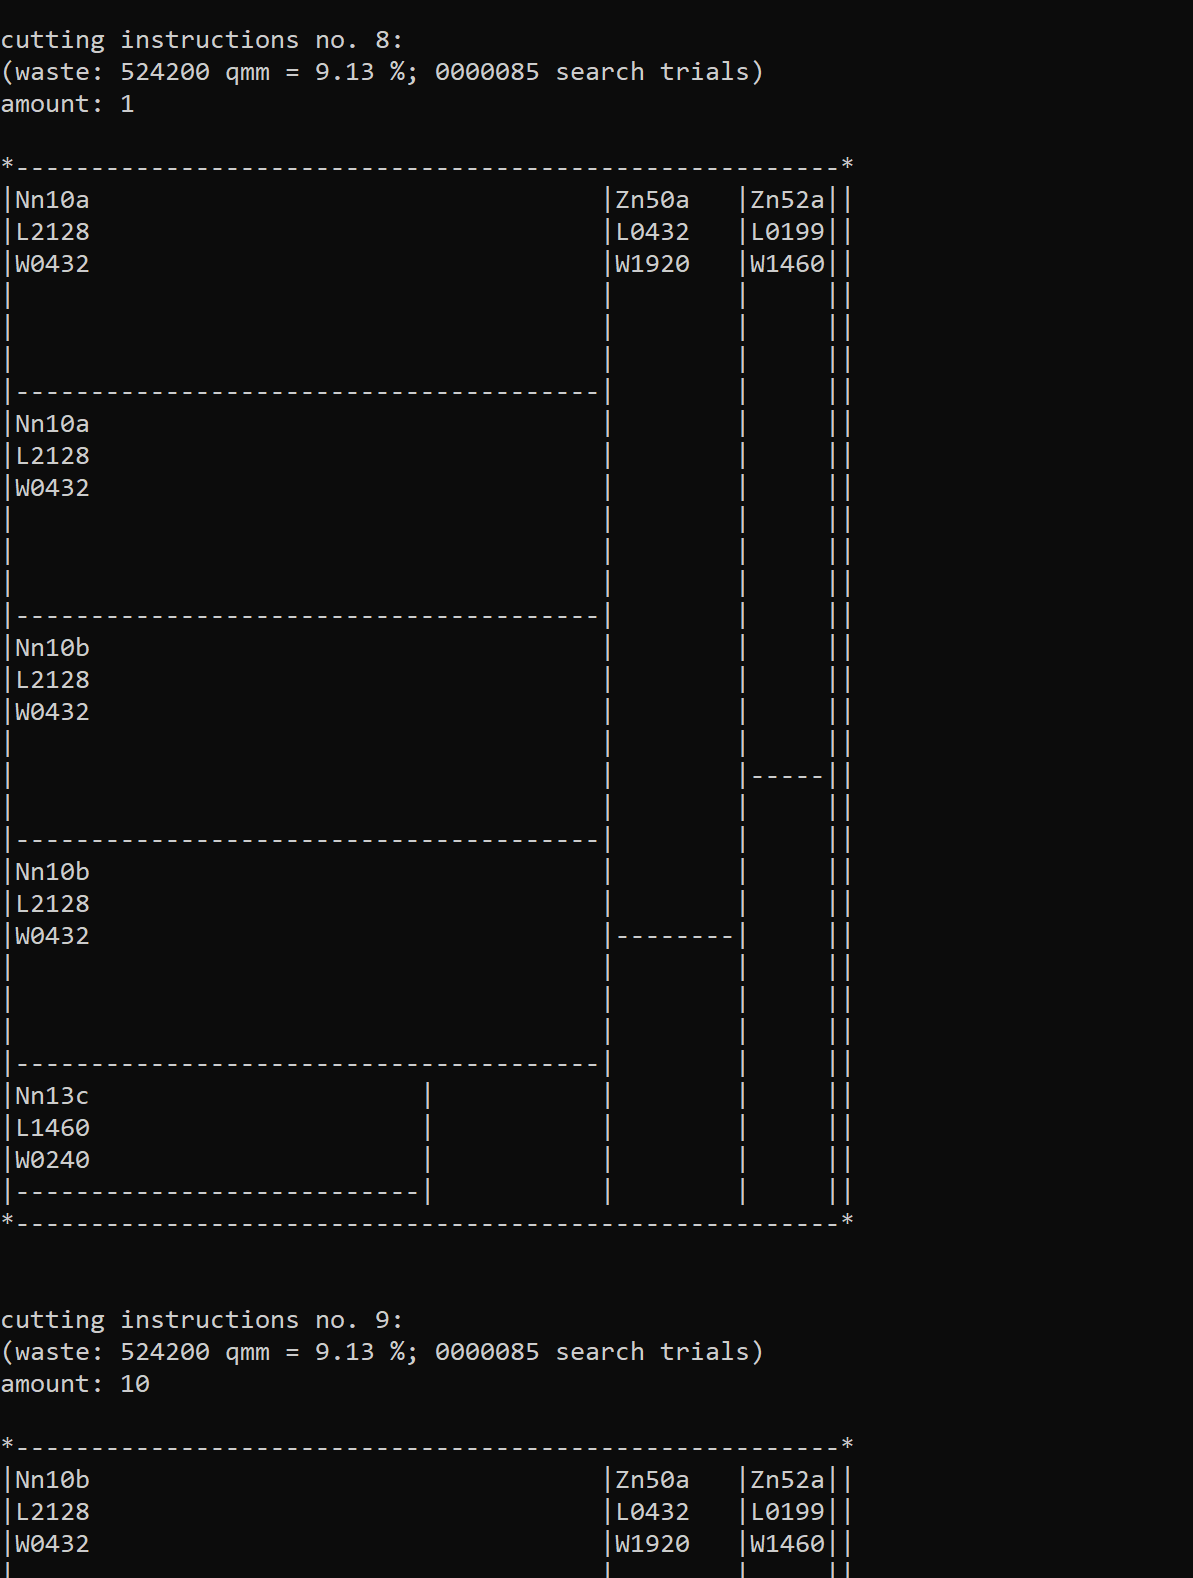 cutting instructions no. 8:
(waste: 524200 qmm = 9.13 %; 0000085 search trials)
amount: 1
*-------------------------------------------------------*
|Nn10a                                  |Zn50a   |Zn52a||
|L2128                                  |L0432   |L0199||
|W0432                                  |W1920   |W1460||
|                                       |        |     ||
|                                       |        |     ||
|                                       |        |     ||
|---------------------------------------|        |     ||
|Nn10a                                  |        |     ||
|L2128                                  |        |     ||
|W0432                                  |        |     ||
|                                       |        |     ||
|                                       |        |     ||
|                                       |        |     ||
|---------------------------------------|        |     ||
|Nn10b                                  |        |     ||
|L2128                                  |        |     ||
|W0432                                  |        |     ||
|                                       |        |     ||
|                                       |        |-----||
|                                       |        |     ||
|---------------------------------------|        |     ||
|Nn10b                                  |        |     ||
|L2128                                  |        |     ||
|W0432                                  |--------|     ||
|                                       |        |     ||
|                                       |        |     ||
|                                       |        |     ||
|---------------------------------------|        |     ||
|Nn13c                      |           |        |     ||
|L1460                      |           |        |     ||
|W0240                      |           |        |     ||
|---------------------------|           |        |     ||
*-------------------------------------------------------*
cutting instructions no. 9:
(waste: 524200 qmm = 9.13 %; 0000085 search trials)
amount: 10
*-------------------------------------------------------*
|Nn10b                                  |Zn50a   |Zn52a||
|L2128                                  |L0432   |L0199||
|W0432                                  |W1920   |W1460||
|                                       |        |     ||